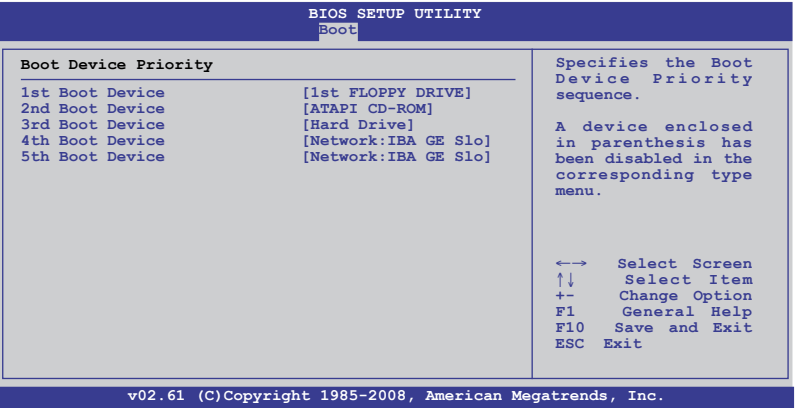 BIOS SETUP UTILITY
Boot
Boot Device Priority
1st Boot Device [1st FLOPPY DRIVE]
2nd Boot Device [ATAPI CD-ROM]
3rd Boot Device [Hard Drive]
4th Boot Device [Network:IBA GE Slo]
5th Boot Device [Network:IBA GE Slo]
Specifies the Boot
Device Priority
sequence.
A device enclosed
in parenthesis has
been disabled in the
corresponding type
menu.
←→ Select Screen
↑↓ Select Item
+- Change Option
F1 General Help
F10 Save and Exit
ESC Exit
v02.61 (C)Copyright 1985-2008, American Megatrends, Inc.